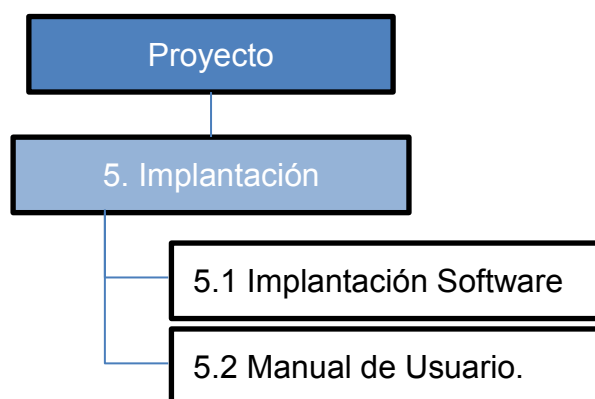 Proyecto
5. Implantación
5.1 Implantación Software
5.2 Manual de Usuario.